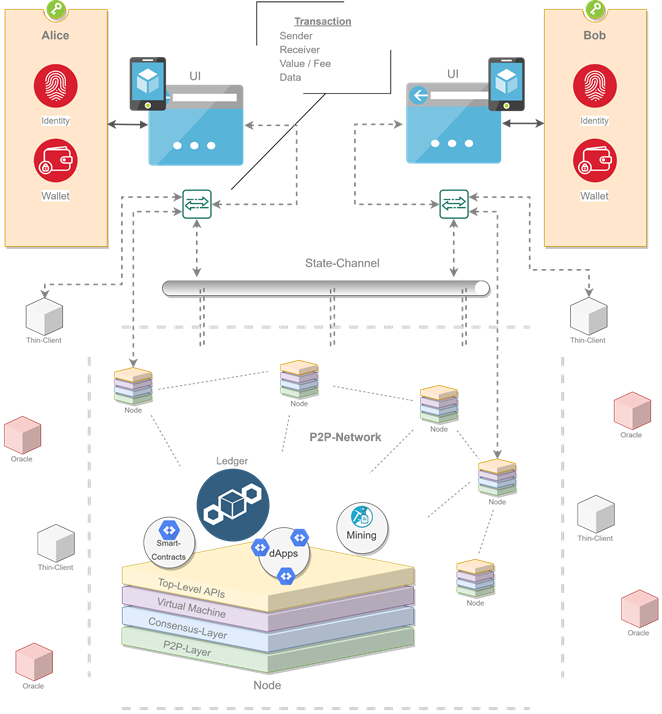 Alice
Identity
Wallet
UI
Transaction
Sender
Receiver
Value / Fee
Data
UI
Bob
Identity
Wallet
State-Channel
Thin-Client
Thin-Client
Node
Node
Node
P2P-Network
Oracle
Oracle
Ledger
Node
Smart-
Contracts
dApps
Mining
Thin-Client
Thin-Client
Top-Level APIs
Virtual Machine
Consensus-Layer
P2P-Layer
Node
Node
Oracle
Oracle